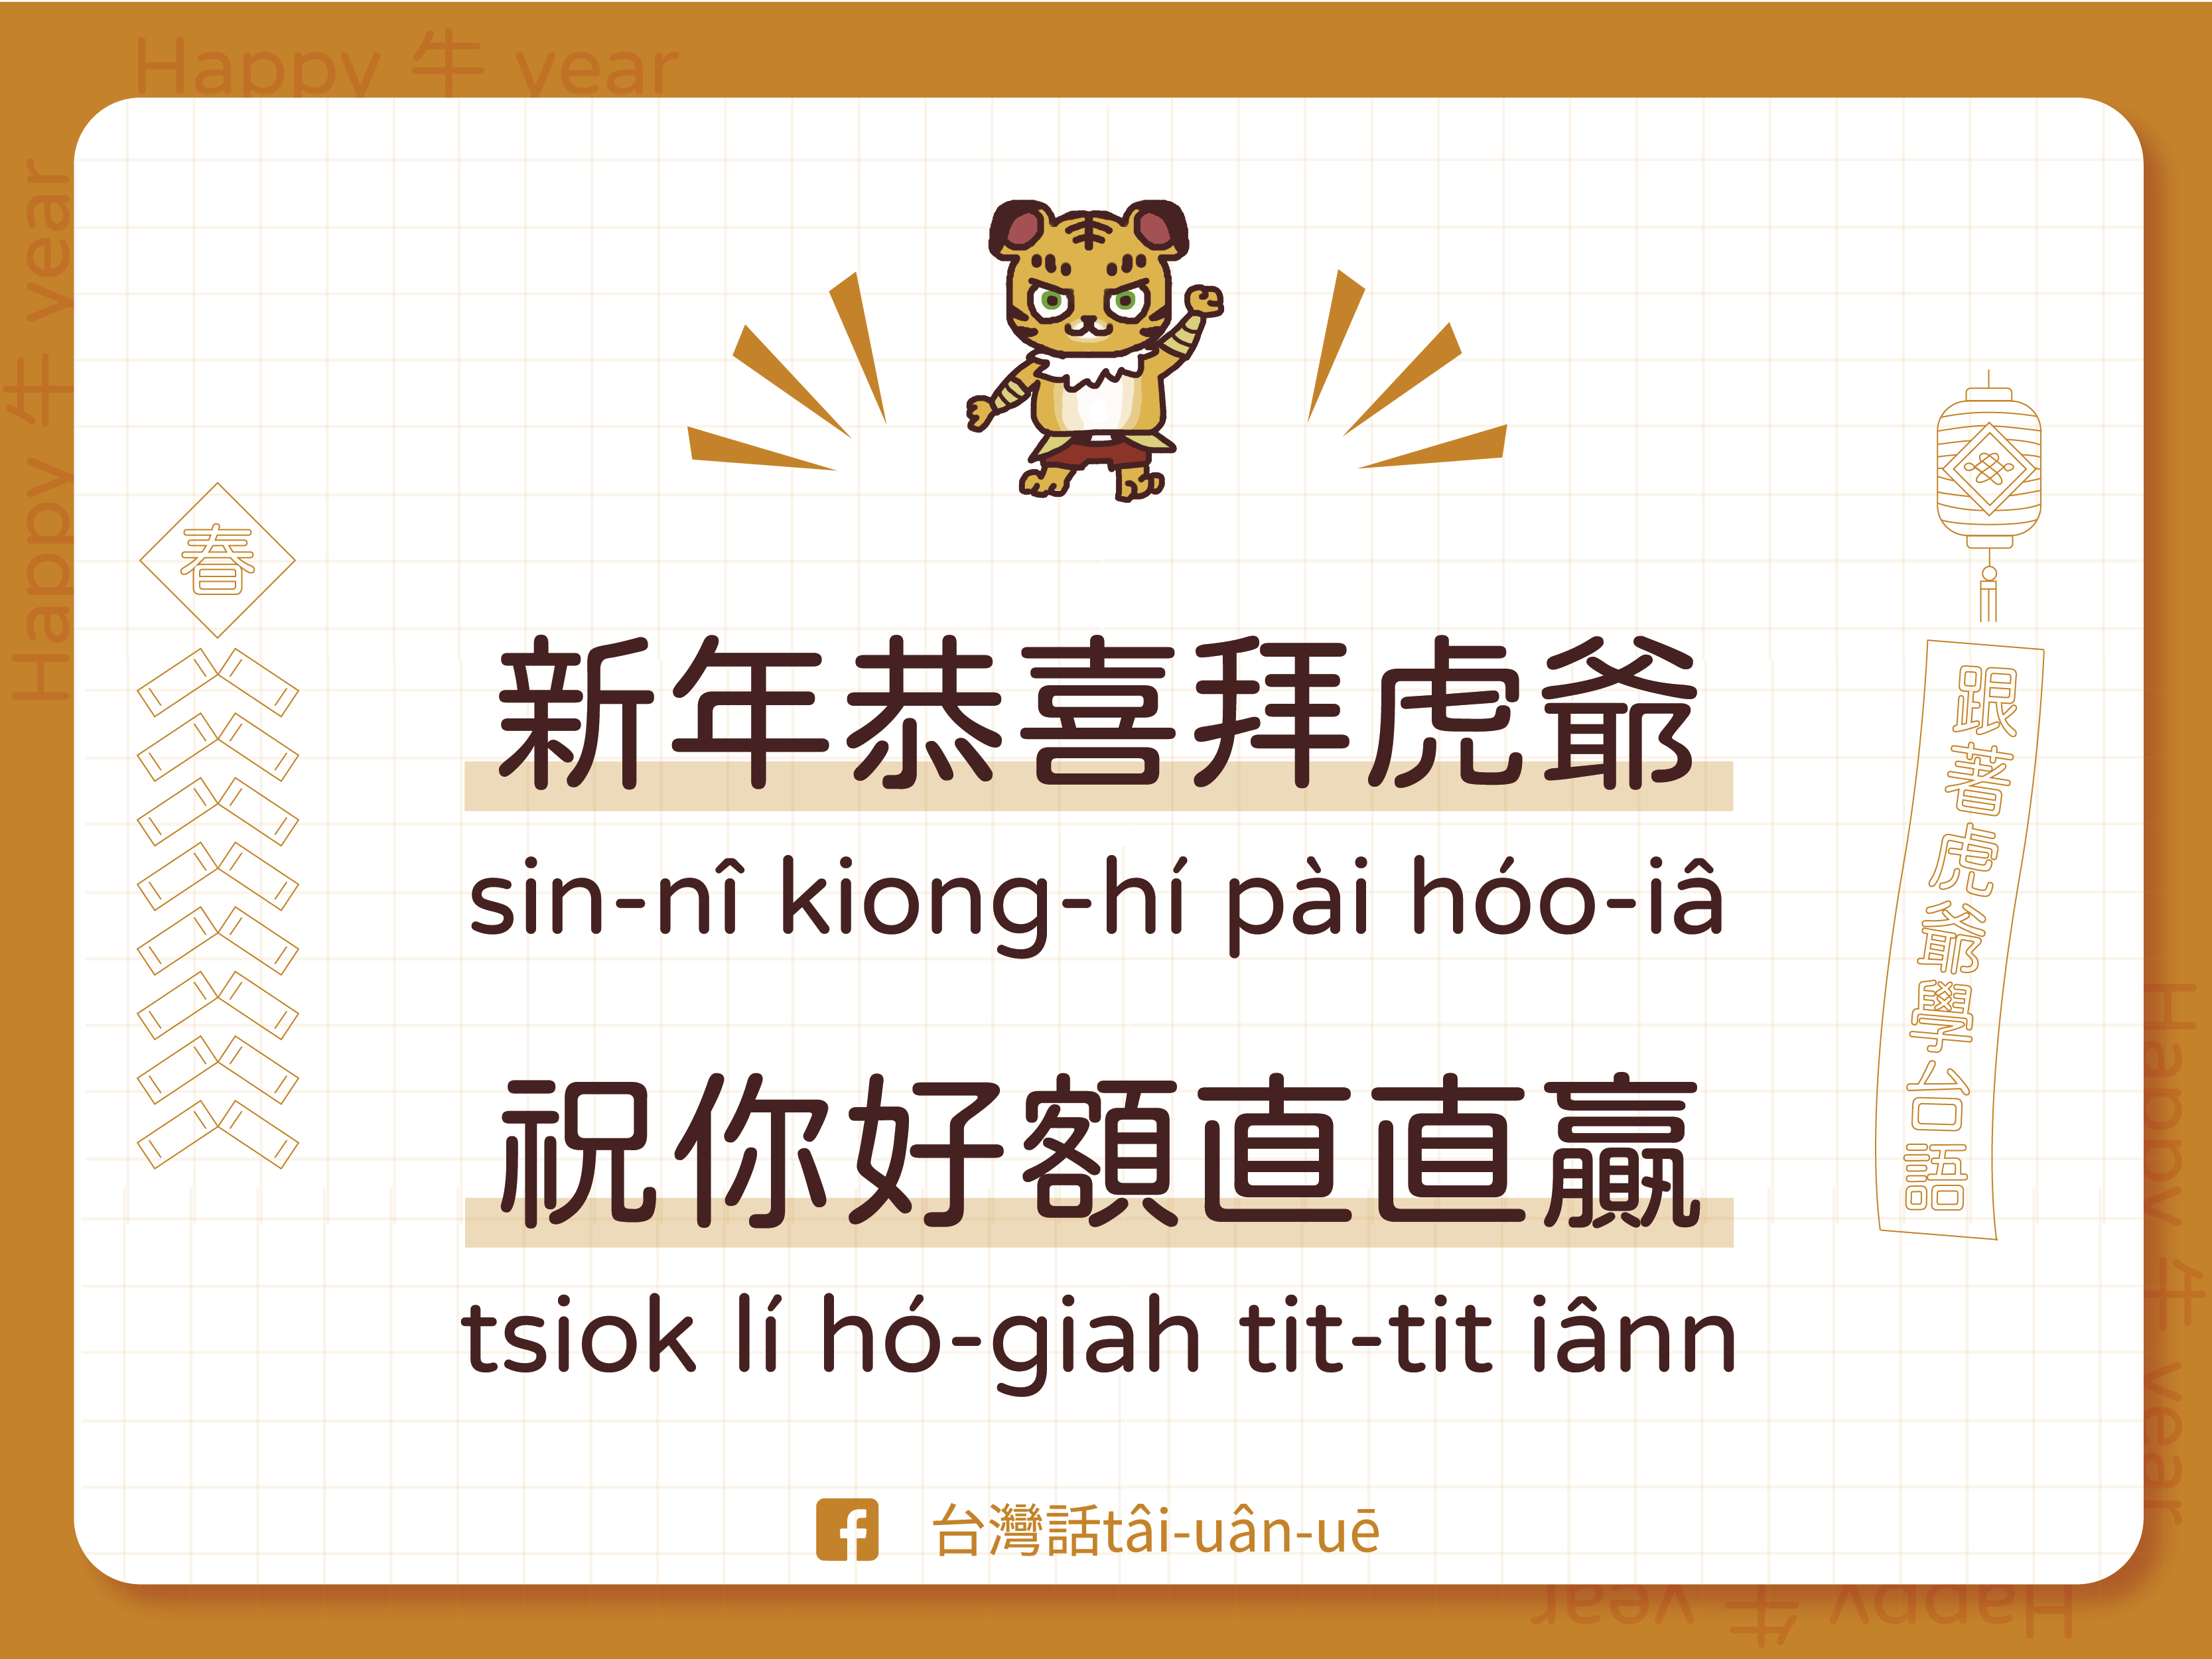 Happy 牛 year
Happy 牛 year
春
新年恭喜拜虎爺
sin-nî kiong-hí pài hóo-iâ
祝你好額直直贏
tsiok lí hó-giah ti̍t-ti̍t iânn
跟著虎爺學台語
台灣話tâi-uân-uē
Happy 牛 year
Happy 牛 year